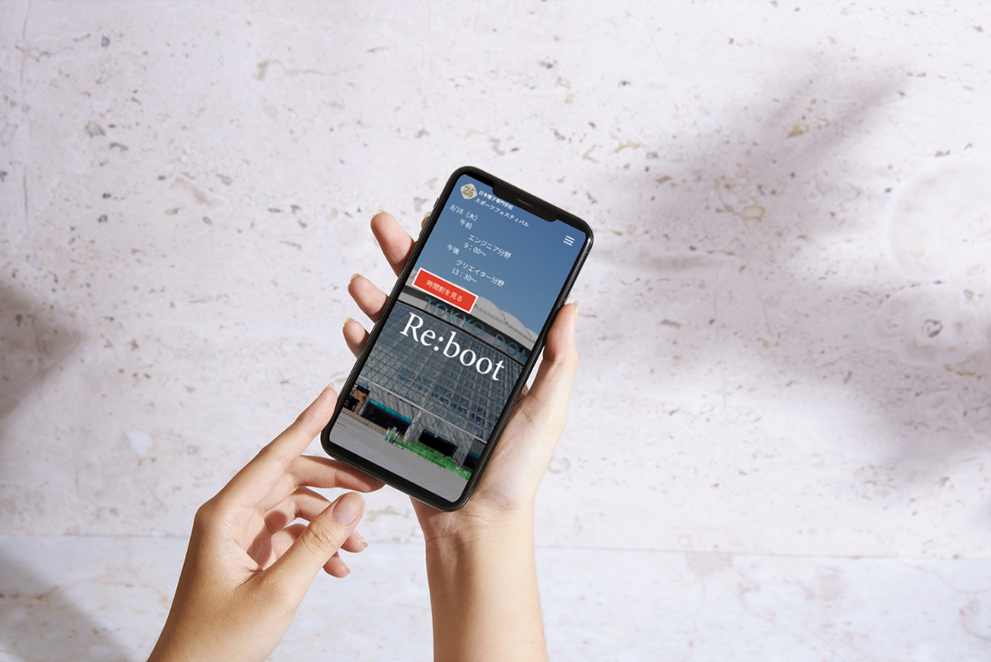 日本電子専門学校
スポーツフェスティバル
8/18（木）
午前
エンジニア分野
9：00〜
午後
クリエイター分野
13：30〜
時間割を見る
TOKYO DOME
Re:boot